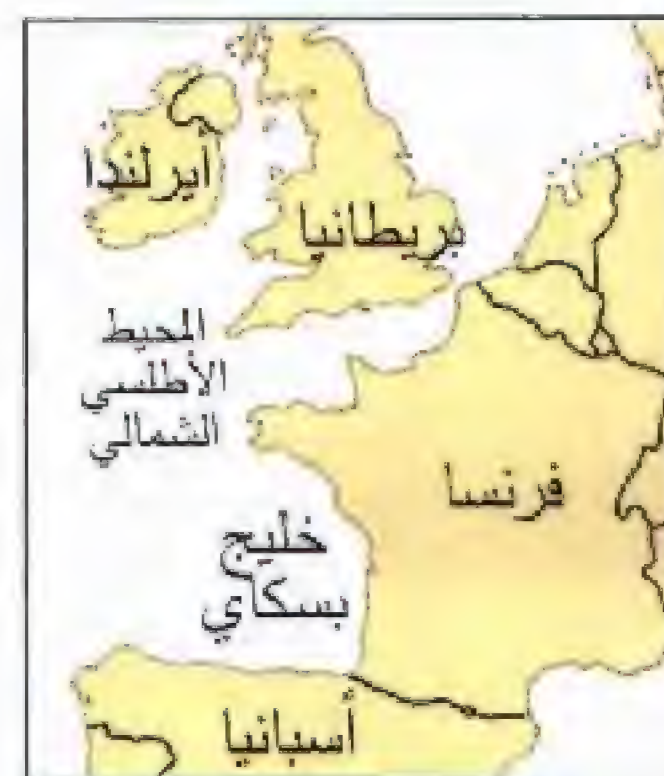 أيرلندا
بريطانيا
المحيط
الأطلسي
الشمالي
فرنسا
خليج
بسكاي
أسبانيا